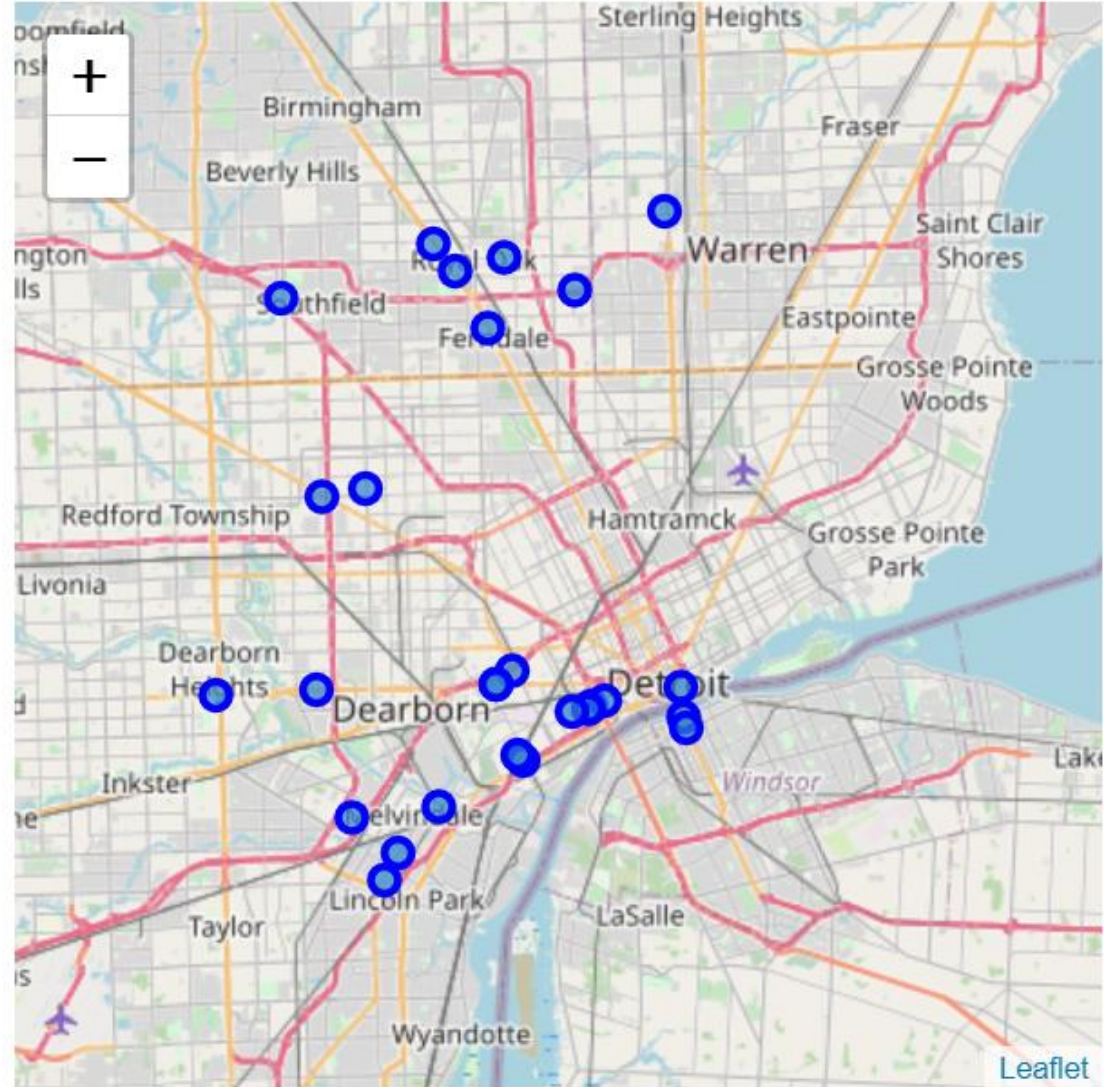 Sterling Heights
+
−
Birmingham
Fraser
Beverly Hills
Saint Clair
Shores
Warren
Eastpointe
Grosse Pointe
Woods
Redford Township
Hamtramck
Grosse Pointe
Park
Livonia
Dearborn
Dearborn
Inkster
Windsor
Lincoln Park
Taylor
LaSalle
Wyandotte
Leaflet